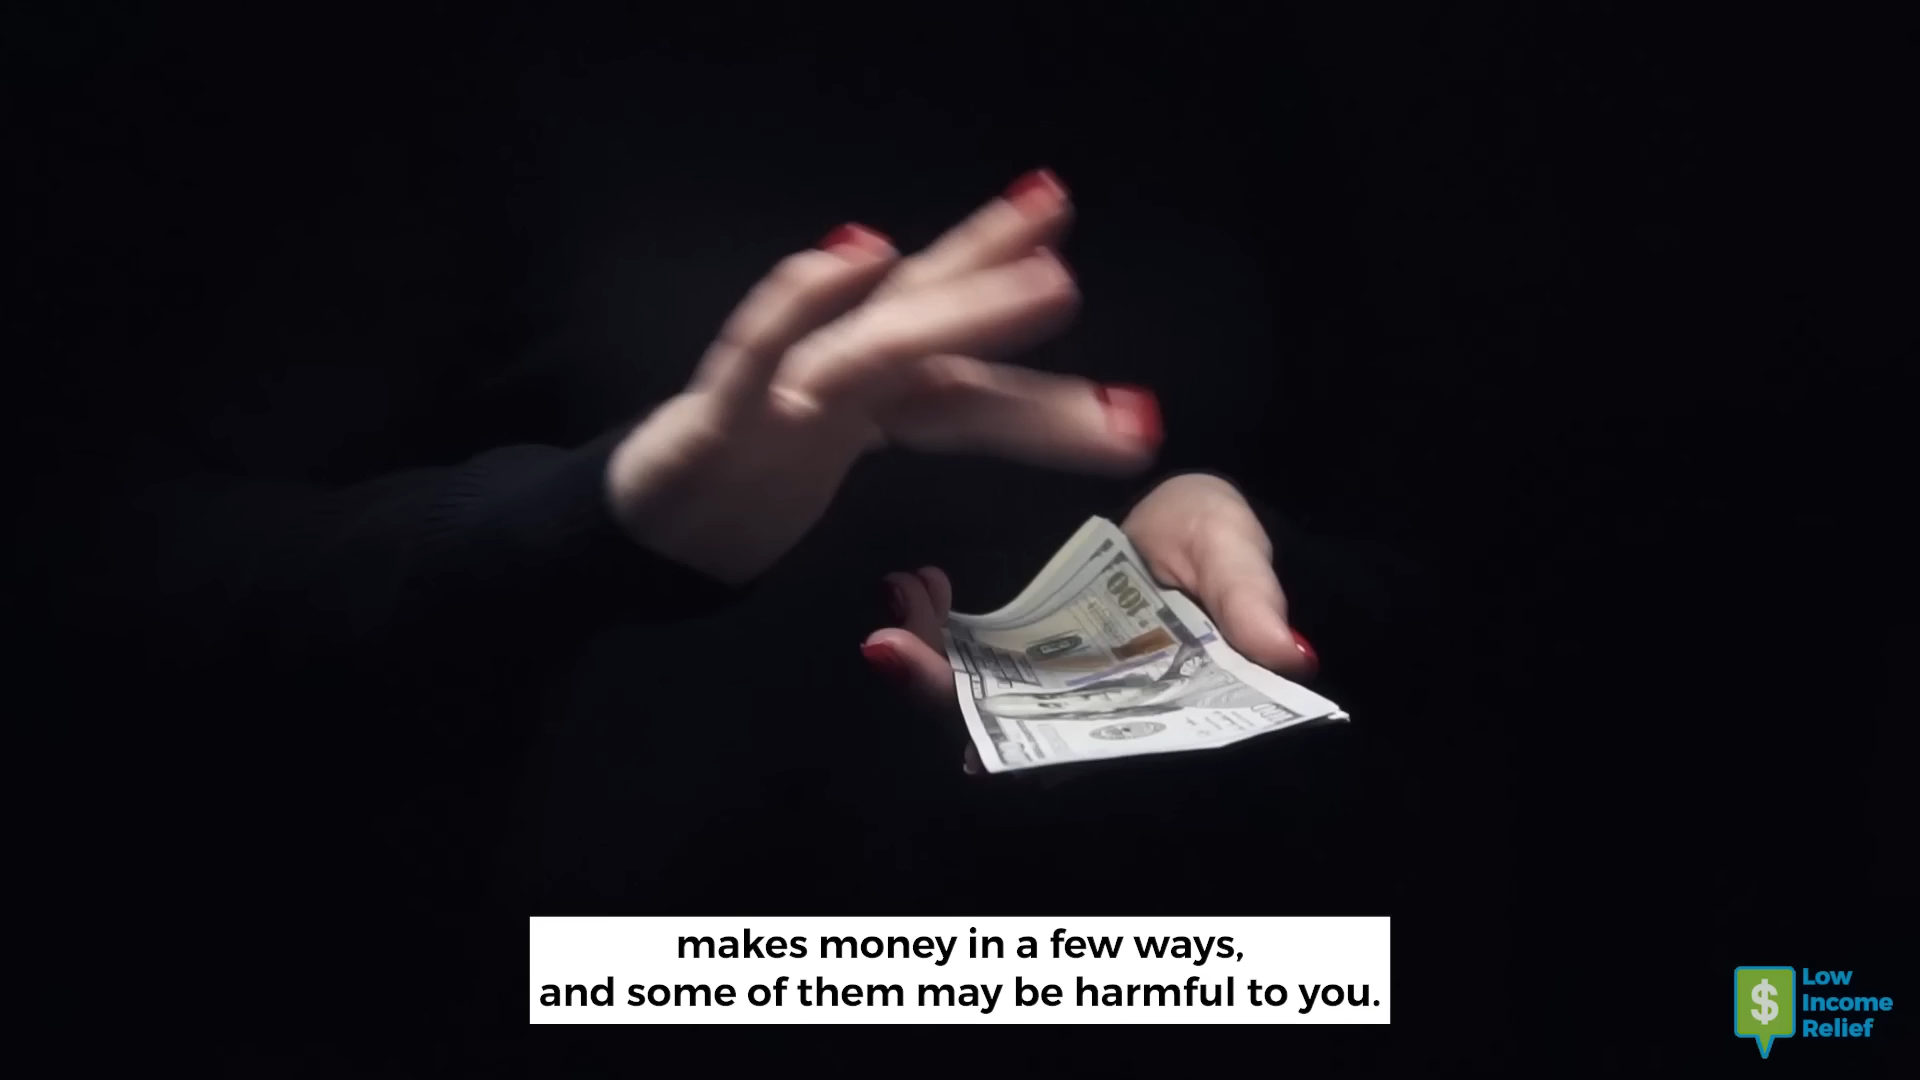 100
makes money in a few ways,
and some of them may be harmful to you.
$
Low
Income
Relief